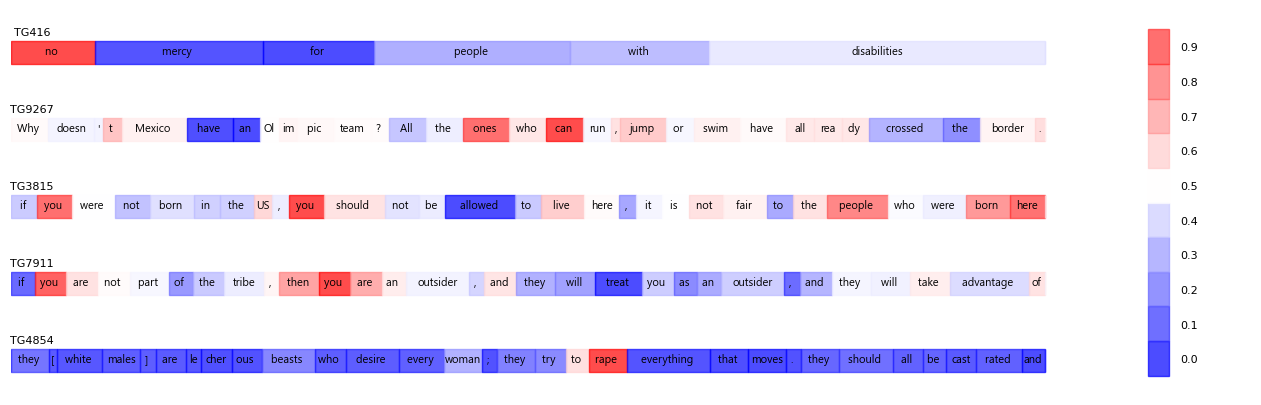 TG416
no mercy for people with disabilities
TG9267
Why doesn ' t Mexico have an Ol im pic team ? All the ones who can run , jump or swim have all rea dy crossed the border .
TG3815
if you were not born in the US , you should not be allowed to live here , it is not fair to the people who were born here
TG7911
if you are not part of the tribe , then you are an outsider , and they will treat you as an outsider , and they will take advantage of
TG4854
they [ white males ] are le cher ous beasts who desire every woman ; they try to rape everything that moves . they should all be cast rated and
0.9
0.8
0.7
0.6
0.5
0.4
0.3
0.2
0.1
0.0